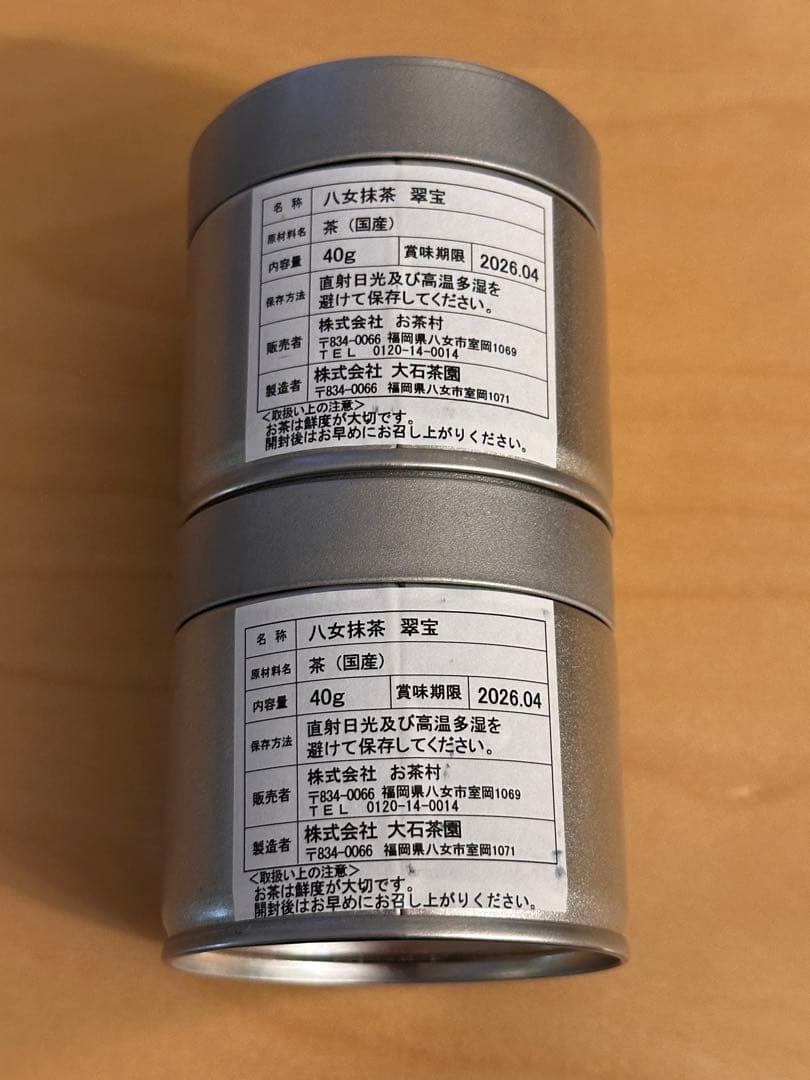 名称 八女抹茶 翠宝
原材料名 茶（国産）
内容量 40g 賞味期限 2026.04
保存方法 直射日光及び高温多湿を
避けて保存してください。
販売者 株式会社 お茶村
〒834-0066 福岡県八女市室岡1069
ＴＥＬ 0120-14-0014
製造者 株式会社 大石茶園
〒834-0066 福岡県八女市室岡1071
＜取扱い上の注意＞
お茶は鮮度が大切です。
開封後はお早めにお召し上がりください。
名称 八女抹茶 翠宝
原材料名 茶（国産）
内容量 40g 賞味期限 2026.04
保存方法 直射日光及び高温多湿を
避けて保存してください。
販売者 株式会社 お茶村
〒834-0066 福岡県八女市室岡1069
ＴＥＬ 0120-14-0014
製造者 株式会社 大石茶園
〒834-0066 福岡県八女市室岡1071
＜取扱い上の注意＞
お茶は鮮度が大切です。
開封後はお早めにお召し上がりください。